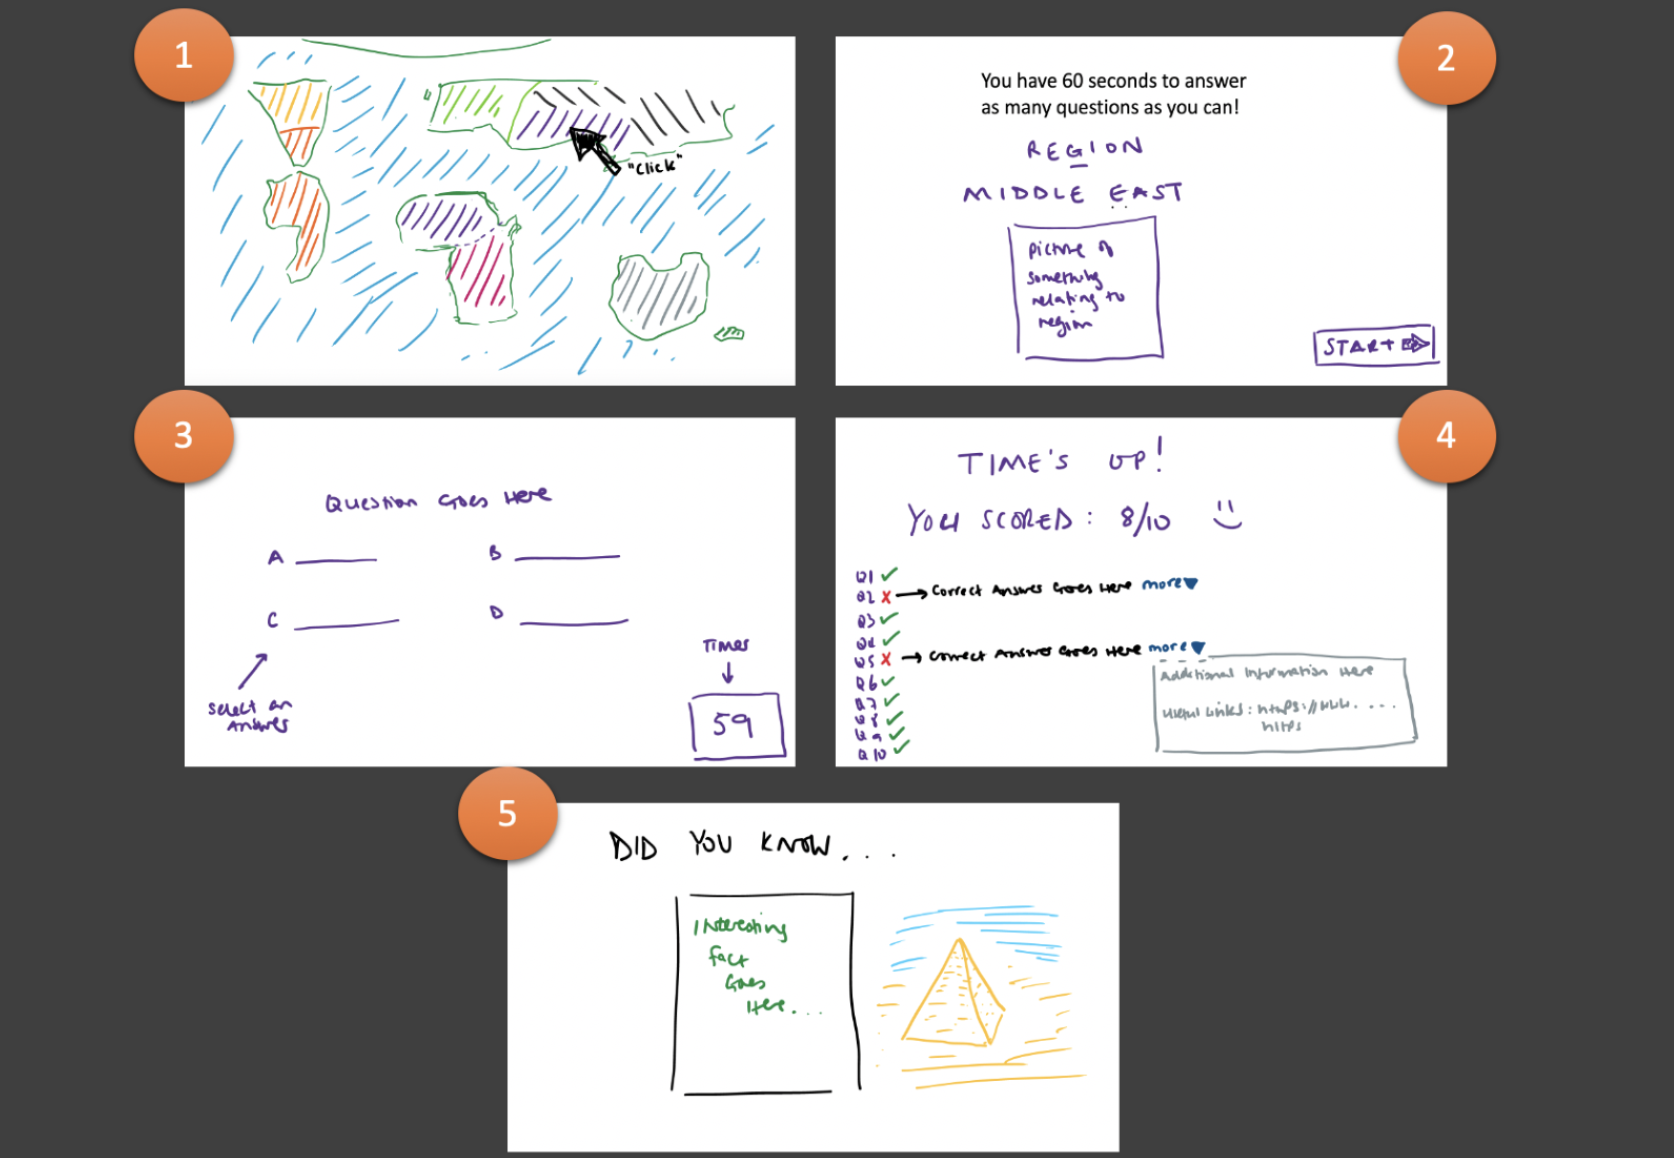 1
"Click"
2
You have 60 seconds to answer
as many questions as you can!
REGION
MIDDLE EAST
picture of
something
relating to
region
START
3
Question Goes Here
A
B
C
D
Select an
Answer
Timer
59
4
TIME'S UP!
YOU SCORED: 8/10
Q1 ✓
Q2 X → Correct Answer Goes Here more▼
Q3 ✓
Q4 ✓
Q5 X → Correct Answer Goes Here more▼
Q6 ✓
Q7 ✓
Q8 ✓
Q9 ✓
Q10 ✓
Additional Information Here
Useful Links: https://www. . . .
https
5
DID YOU KNOW. . .
Interesting
Fact
Goes
Here. . .